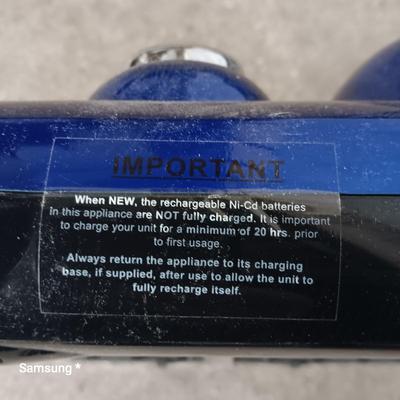 IMPORTANT
When NEW, the rechargeable Ni-Cd batteries
in this appliance are NOT fully charged. It is important
to charge your unit for a minimum of 20 hrs. prior
to first usage.
Always return the appliance to its charging
base, if supplied, after use to allow the unit to
fully recharge itself.
Samsung *